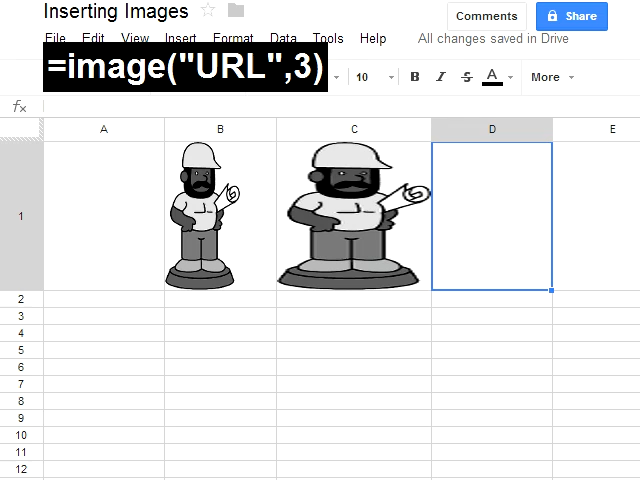 Inserting Images
Comments
Share
File Edit View Insert Format Data Tools Help All changes saved in Drive
=image("URL",3)
10 B I S A More
fx
A B C D E
1
2
3
4
5
6
7
8
9
10
11
12